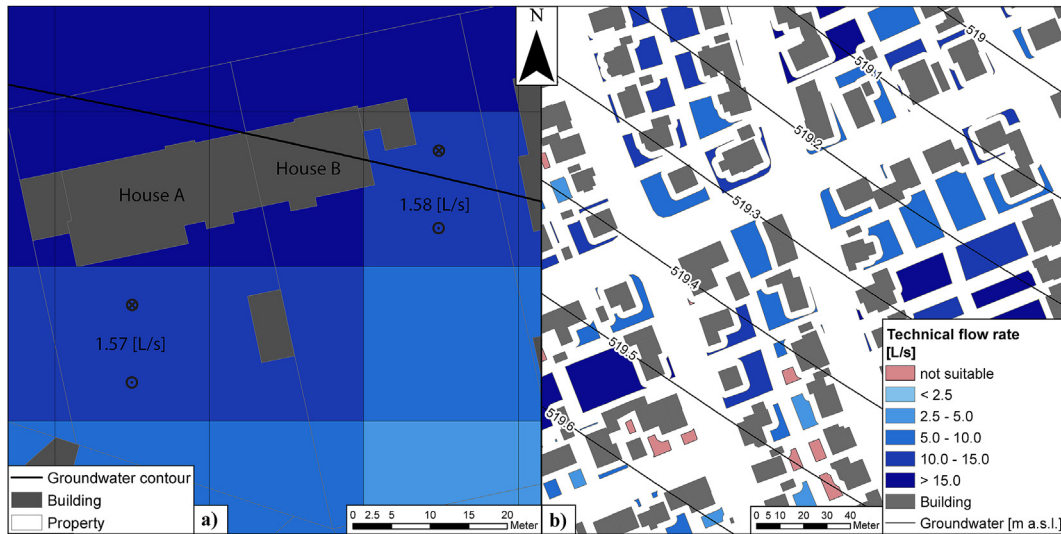 House A
House B
1.58 [L/s]
1.57 [L/s]
Groundwater contour
Building
Property
a)
0 2.5 5 10 15 20
Meter
N
519
519.1
519.2
519.3
519.4
519.5
519.6
b)
0 5 10 20 30 40
Meter
Technical flow rate
[L/s]
not suitable
< 2.5
2.5 - 5.0
5.0 - 10.0
10.0 - 15.0
> 15.0
Building
Groundwater [m a.s.l.]